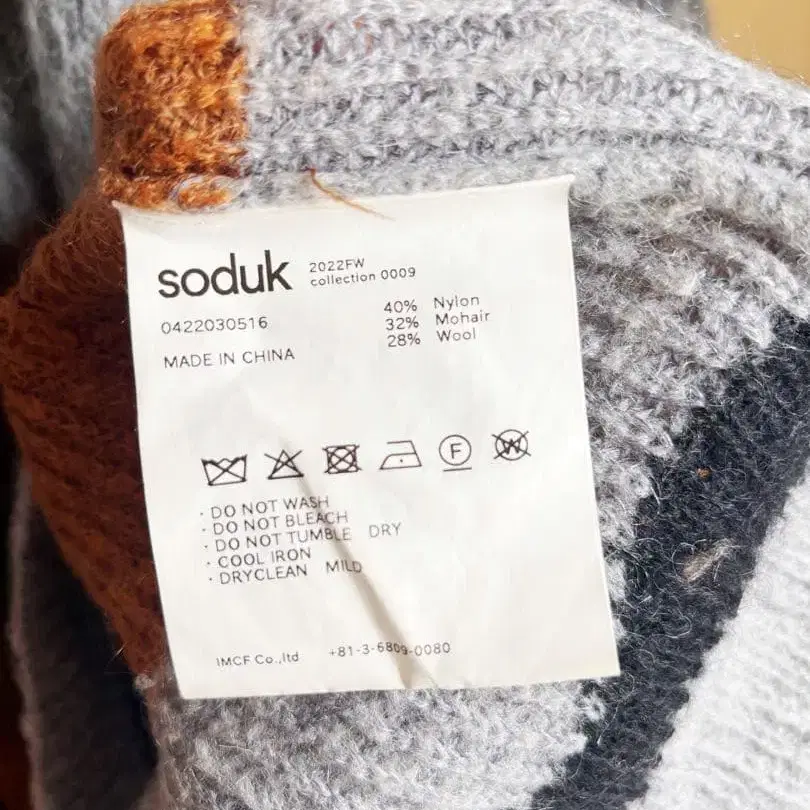 soduk
2022FW
collection 0009
0422030516
MADE IN CHINA
40% Nylon
32% Mohair
28% Wool
F
W
· DO NOT WASH
· DO NOT BLEACH
· DO NOT TUMBLE DRY
· COOL IRON
· DRYCLEAN MILD
IMCF Co.,ltd +81-3-6809-0080